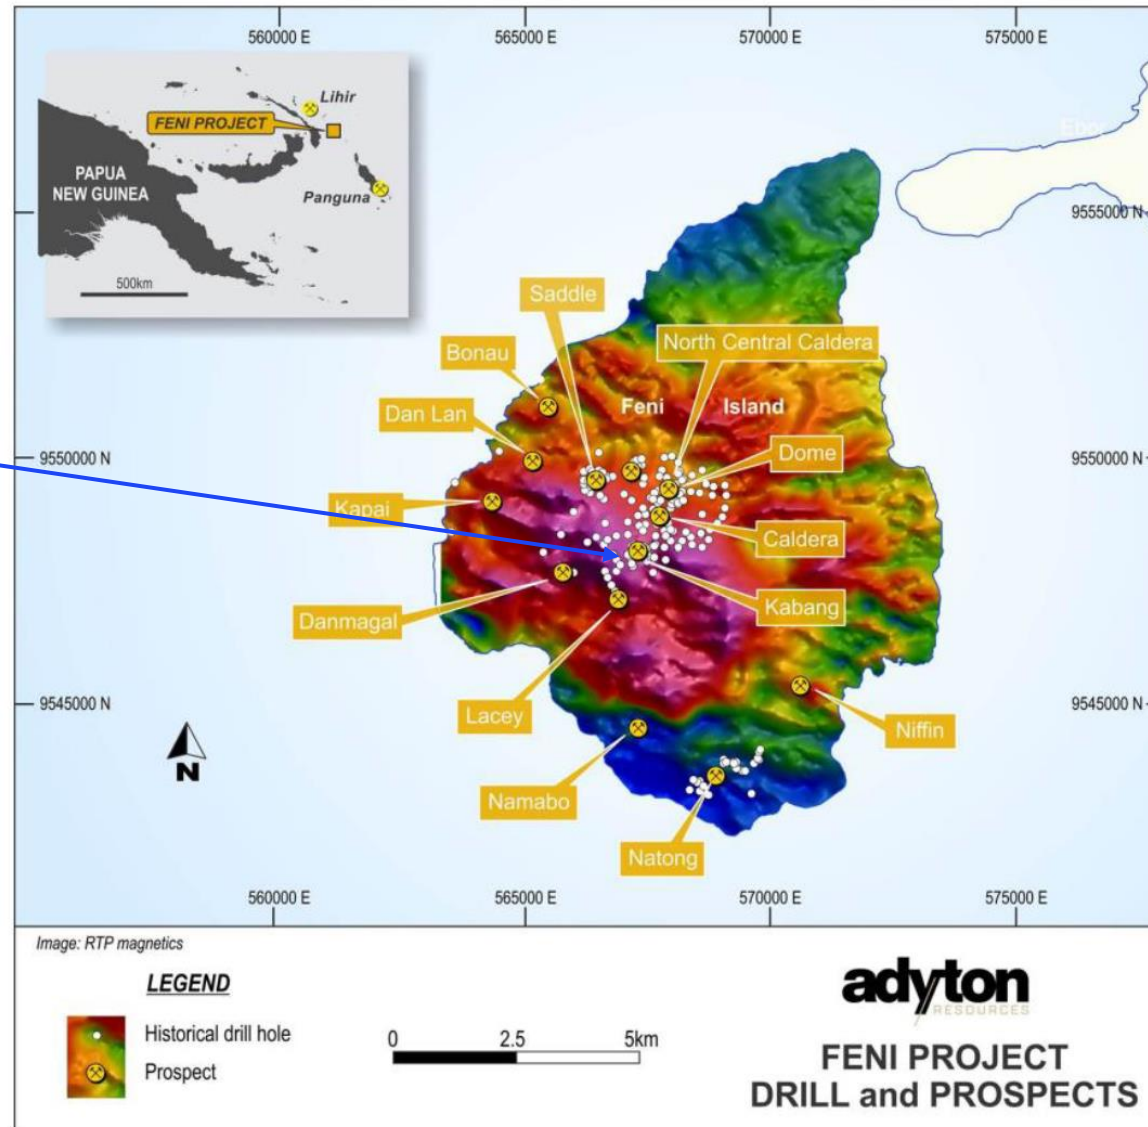 560000 E
565000 E
570000 E
575000 E
Lihir
FENI PROJECT
PAPUA
NEW GUINEA
Panguna
500km
Ebor
9555000 N
Saddle
North Central Caldera
Bonau
Feni Island
Dan Lan
9550000 N
9550000 N
Dome
Kapai
Caldera
Kabang
Danmagal
9545000 N
9545000 N
Lacey
Niffin
N
Namabo
Natong
560000 E
565000 E
570000 E
575000 E
Image: RTP magnetics
LEGEND
Historical drill hole
Prospect
0
2.5
5km
adyton
RESOURCES
FENI PROJECT
DRILL and PROSPECTS